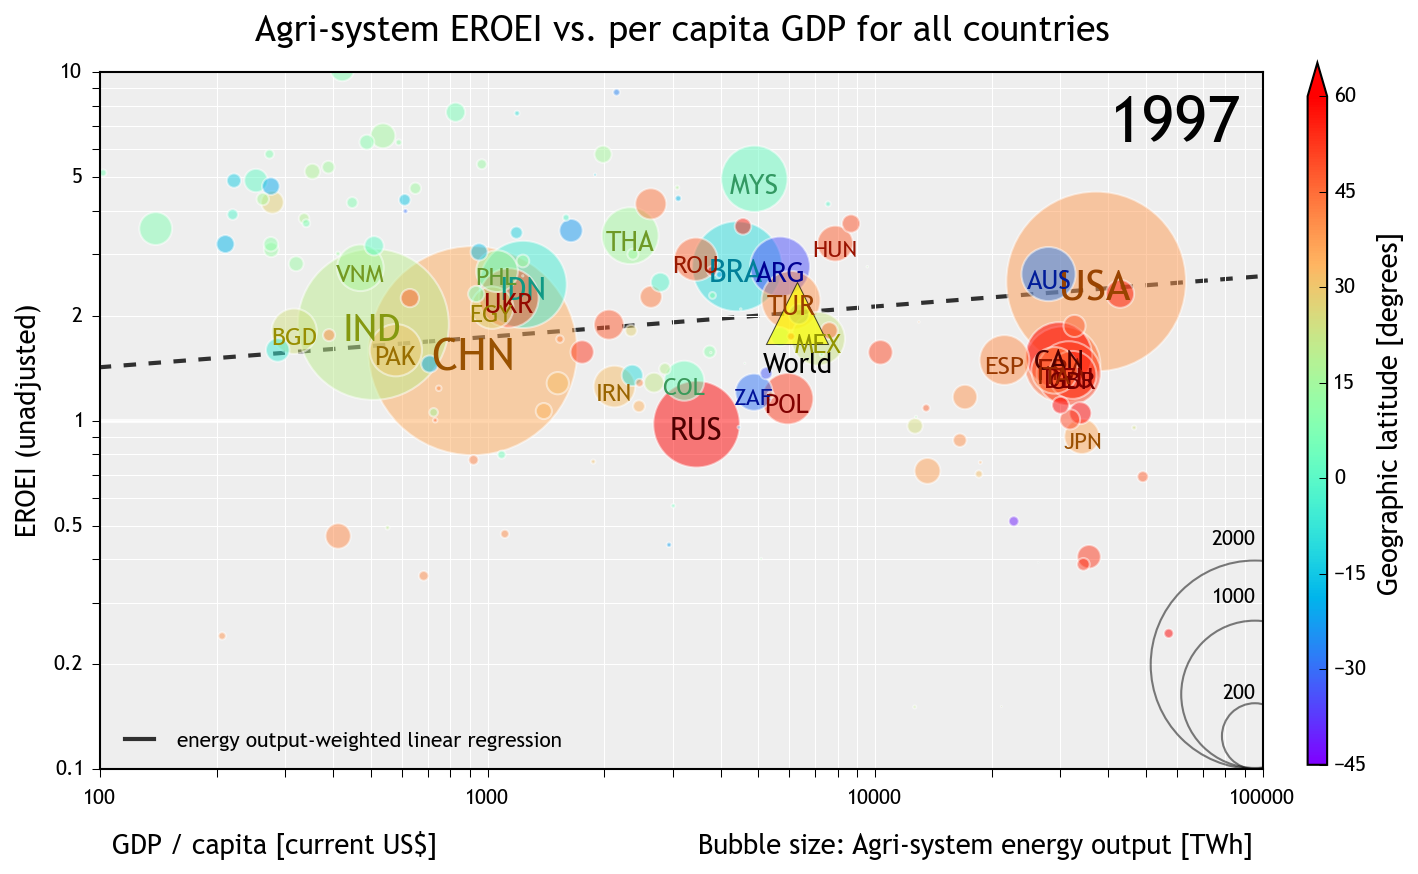 Agri-system EROEI vs. per capita GDP for all countries
1997
EROEI (unadjusted)
10
5
2
1
0.5
0.2
0.1
MYS
THA
HUN
ROU
BRA
ARG
VNM
PHL
IDN
UKR
EGY
AUS
USA
TUR
BGD
IND
PAK
CHN
MEX
World
ESP
CAN
GBR
IRN
COL
ZAF
POL
RUS
JPN
2000
1000
200
energy output-weighted linear regression
100
1000
10000
100000
GDP / capita [current US$]
Bubble size: Agri-system energy output [TWh]
60
45
30
15
0
−15
−30
−45
Geographic latitude [degrees]